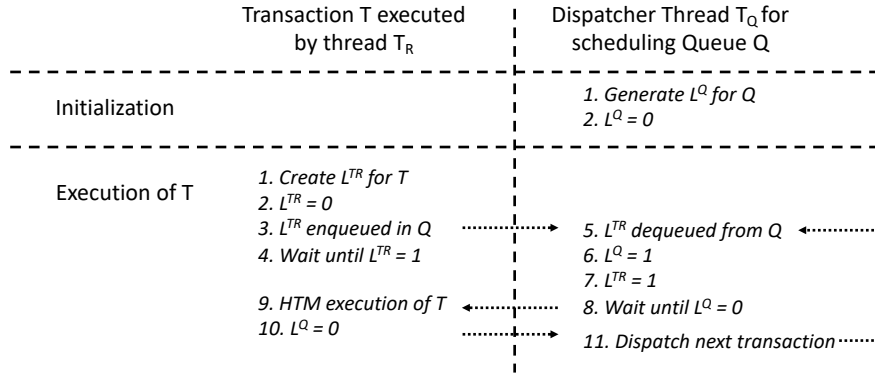 Transaction T executed
by thread T_R
Dispatcher Thread T_Q for
scheduling Queue Q
Initialization
1. Generate L^Q for Q
2. L^Q = 0
Execution of T
1. Create L^TR for T
2. L^TR = 0
3. L^TR enqueued in Q
4. Wait until L^TR = 1
5. L^TR dequeued from Q
6. L^Q = 1
7. L^TR = 1
8. Wait until L^Q = 0
9. HTM execution of T
10. L^Q = 0
11. Dispatch next transaction